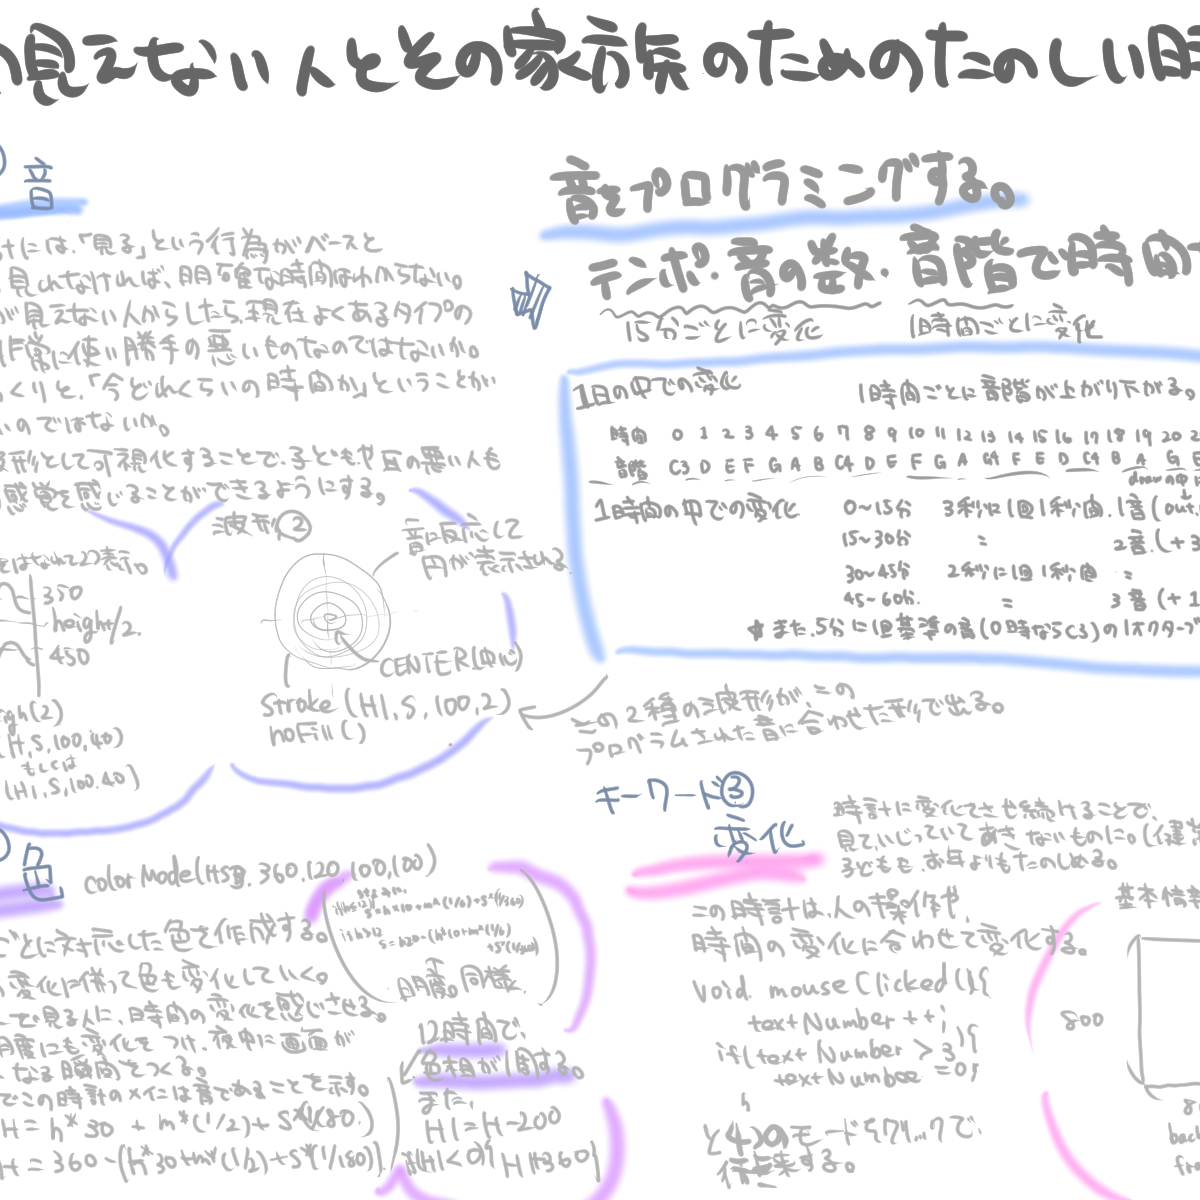 の見えない人とその家族のためのたのしい時
音
計には、「見る」という行為がベースと
見れなければ、明確な時間はわからない。
が見えない人からしたら、現在よくあるタイプの
非常に使い勝手の悪いものなのではないか。
くりと、「今どれくらいの時間か」ということが
いのではないか。
波形として可視化することで、子どもや耳の悪い人も
感覚を感じることができるようにする。
音をプログラミングする。
テンポ・音の数・音階で時間
15分ごとに変化
1時間ごとに変化
1日の中での変化
1時間ごとに音階が上がり下がる。
時間 0 1 2 3 4 5 6 7 8 9 10 11 12 13 14 15 16 17 18 19 20
音階 C3 D E F G A B C4 D E F G A G4 F E D C4 B A G
drawの中に
1時間の中での変化
0~15分 3秒に1回1秒間、1音(out.
15~30分 〃 2音.(+3
30~45分 2秒に1回1秒間 〃
45~60分. 〃 3音(+1
☆また、5分に1回基準の音(0時ならC3)の1オクターブ
をはなれて2つ表示。
350
height/2.
450
igh(2)
(H,S,100,40)
もしくは
(H1,S,100,40)
波形②
音に反応して
円が表示される
CENTER(中心)
stroke(H1,S,100,2)
noFill()
この2種の波形が、この
プログラムされた音に合わせた形で出る。
色
colorMode(HSB,360,120,100,100)
ごとに対応した色を作成する。
変化に併って色も変化していく。
で見る人に、時間の変化を感じさせる。
明度にも変化をつけ、夜中に画面が
くなる瞬間をつくる。
でこの時計のメインは音であることを示す。
H=h*30+m*(1/2)+S*(1/180)
H=360-(h*30+m*(1/2)+S*(1/180))
明度も同様
12時間で、
色相が1周する。
また、
H1=H-200
if(H1<0){H1+360}
キーワード③
変化
時計に変化てさせ続けることで、
見て、いじっていてあきないものに。(健常
子どもも、お年よりもたのしめる。
この時計は、人の操作や、
時間の変化に合わせて変化する。
void mouseClicked(){
textNumber++;
if(textNumber>3){
textNumber=0;
}
と4つのモードをクリックで、
行き来する。
基本情報
800